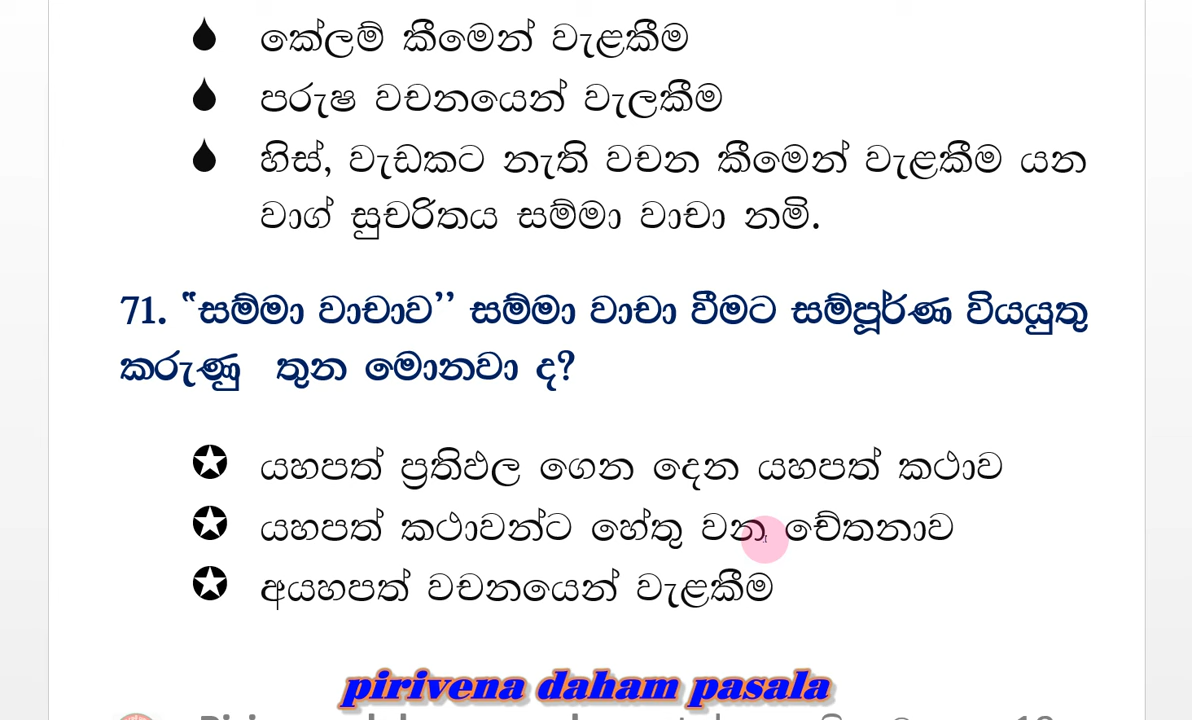 කේලම් කීමෙන් වැළකීම
පරුෂ වචනයෙන් වැලකීම
හිස්, වැඩකට නැති වචන කීමෙන් වැළකීම යන
වාග් සුචරිතය සම්මා වාචා නමි.
71. “සම්මා වාචාව’’ සම්මා වාචා වීමට සම්පූර්ණ වියයුතු
කරුණු තුන මොනවා ද?
යහපත් ප්‍රතිඵල ගෙන දෙන යහපත් කථාව
යහපත් කථාවන්ට හේතු වන චේතනාව
අයහපත් වචනයෙන් වැළකීම
pirivena daham pasala